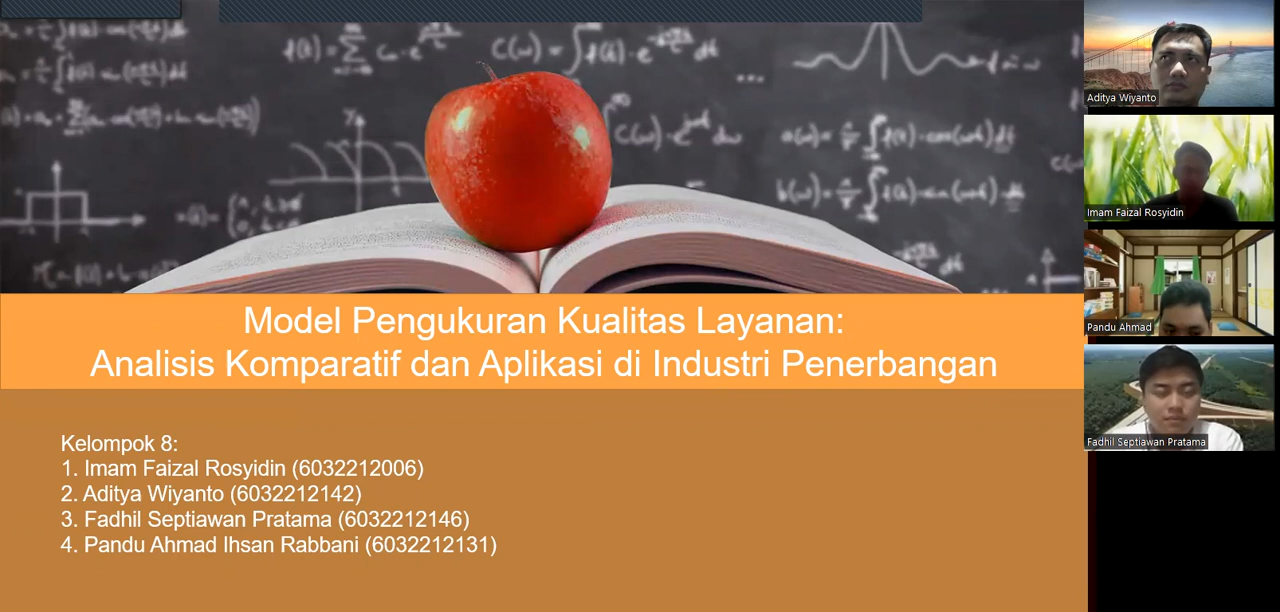 Model Pengukuran Kualitas Layanan:
Analisis Komparatif dan Aplikasi di Industri Penerbangan
Kelompok 8:
1. Imam Faizal Rosyidin (6032212006)
2. Aditya Wiyanto (6032212142)
3. Fadhil Septiawan Pratama (6032212146)
4. Pandu Ahmad Ihsan Rabbani (6032212131)
Aditya Wiyanto
Imam Faizal Rosyidin
Pandu Ahmad
Fadhil Septiawan Pratama